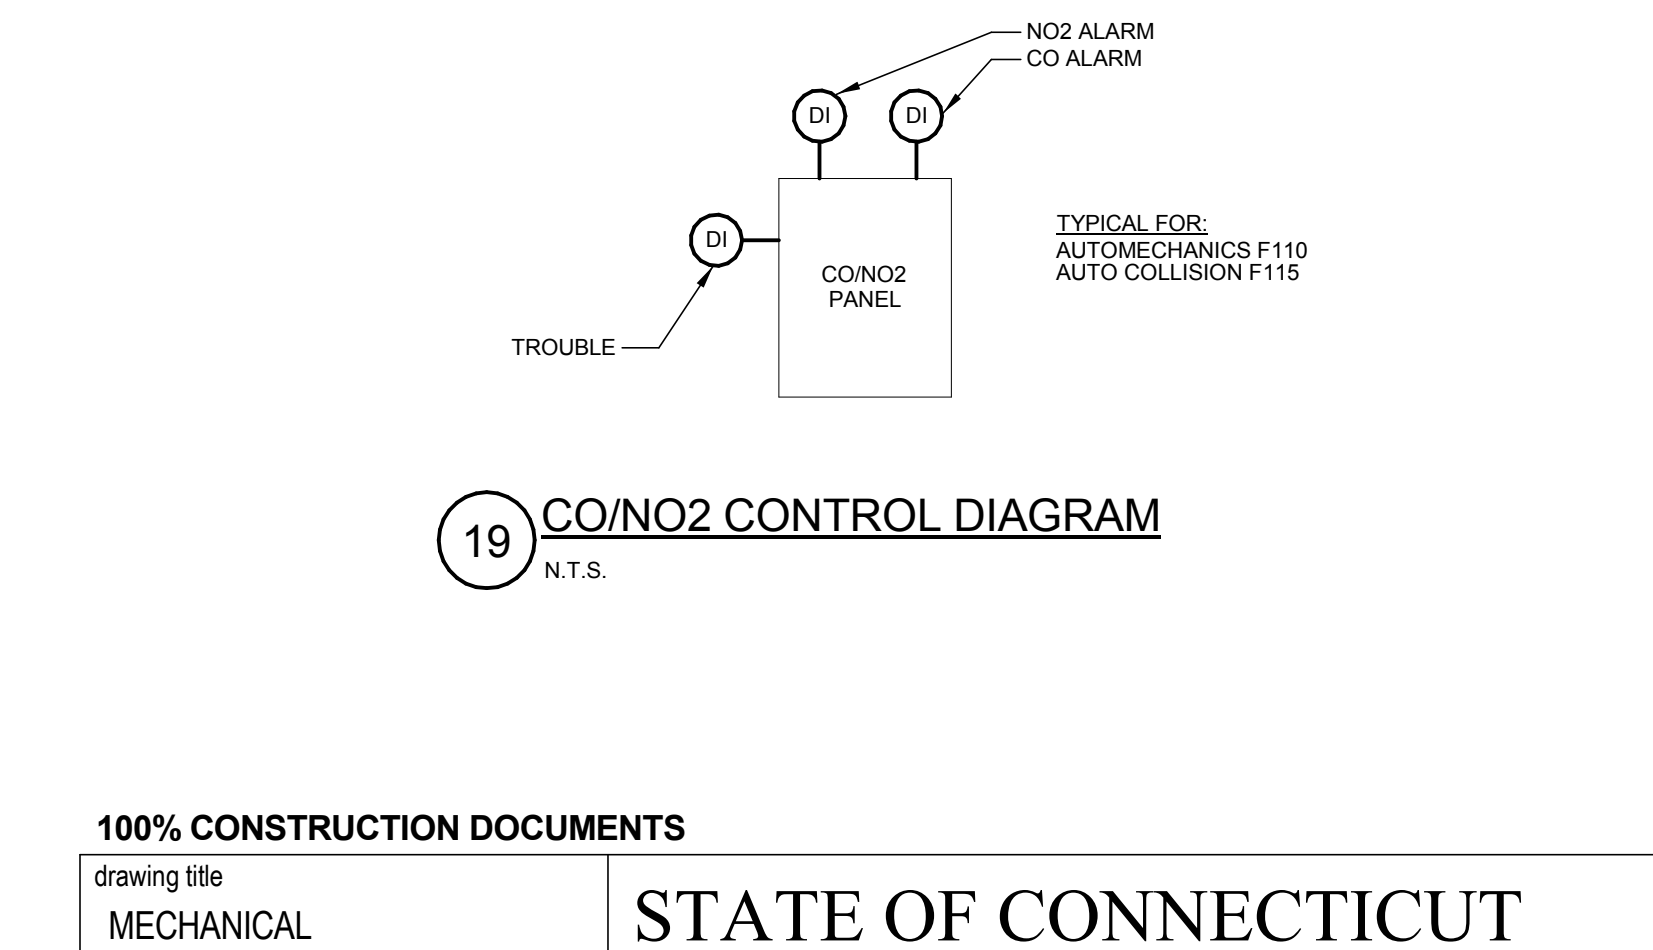 NO2 ALARM
CO ALARM
DI
DI
TYPICAL FOR:
AUTOMECHANICS F110
AUTO COLLISION F115
DI
CO/NO2
PANEL
TROUBLE
19
CO/NO2 CONTROL DIAGRAM
N.T.S.
100% CONSTRUCTION DOCUMENTS
drawing title
MECHANICAL
STATE OF CONNECTICUT